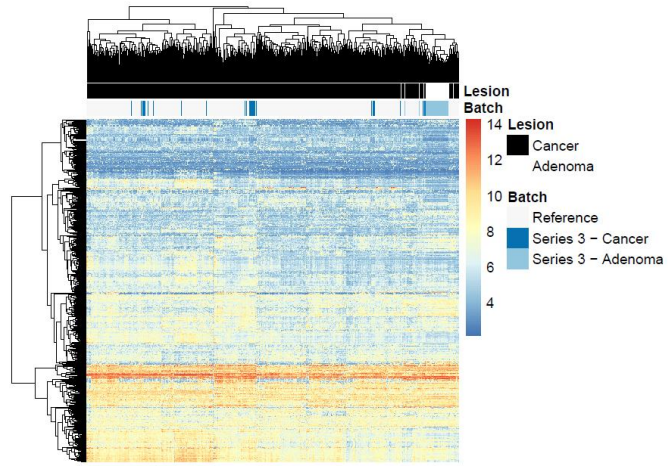 Lesion
Batch
14
12
10
8
6
4
Lesion
Cancer
Adenoma
Batch
Reference
Series 3 − Cancer
Series 3 − Adenoma